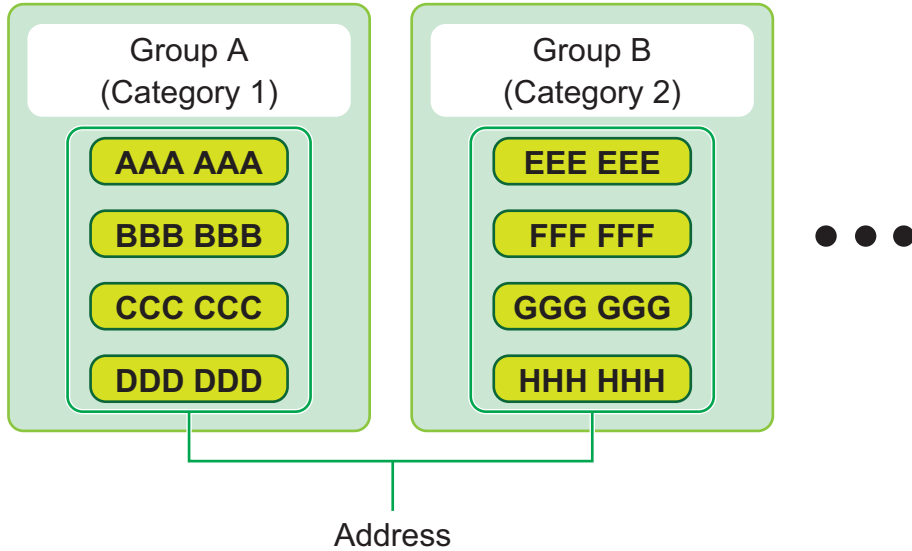 Group A
(Category 1)
AAA AAA
BBB BBB
CCC CCC
DDD DDD
Group B
(Category 2)
EEE EEE
FFF FFF
GGG GGG
HHH HHH
Address